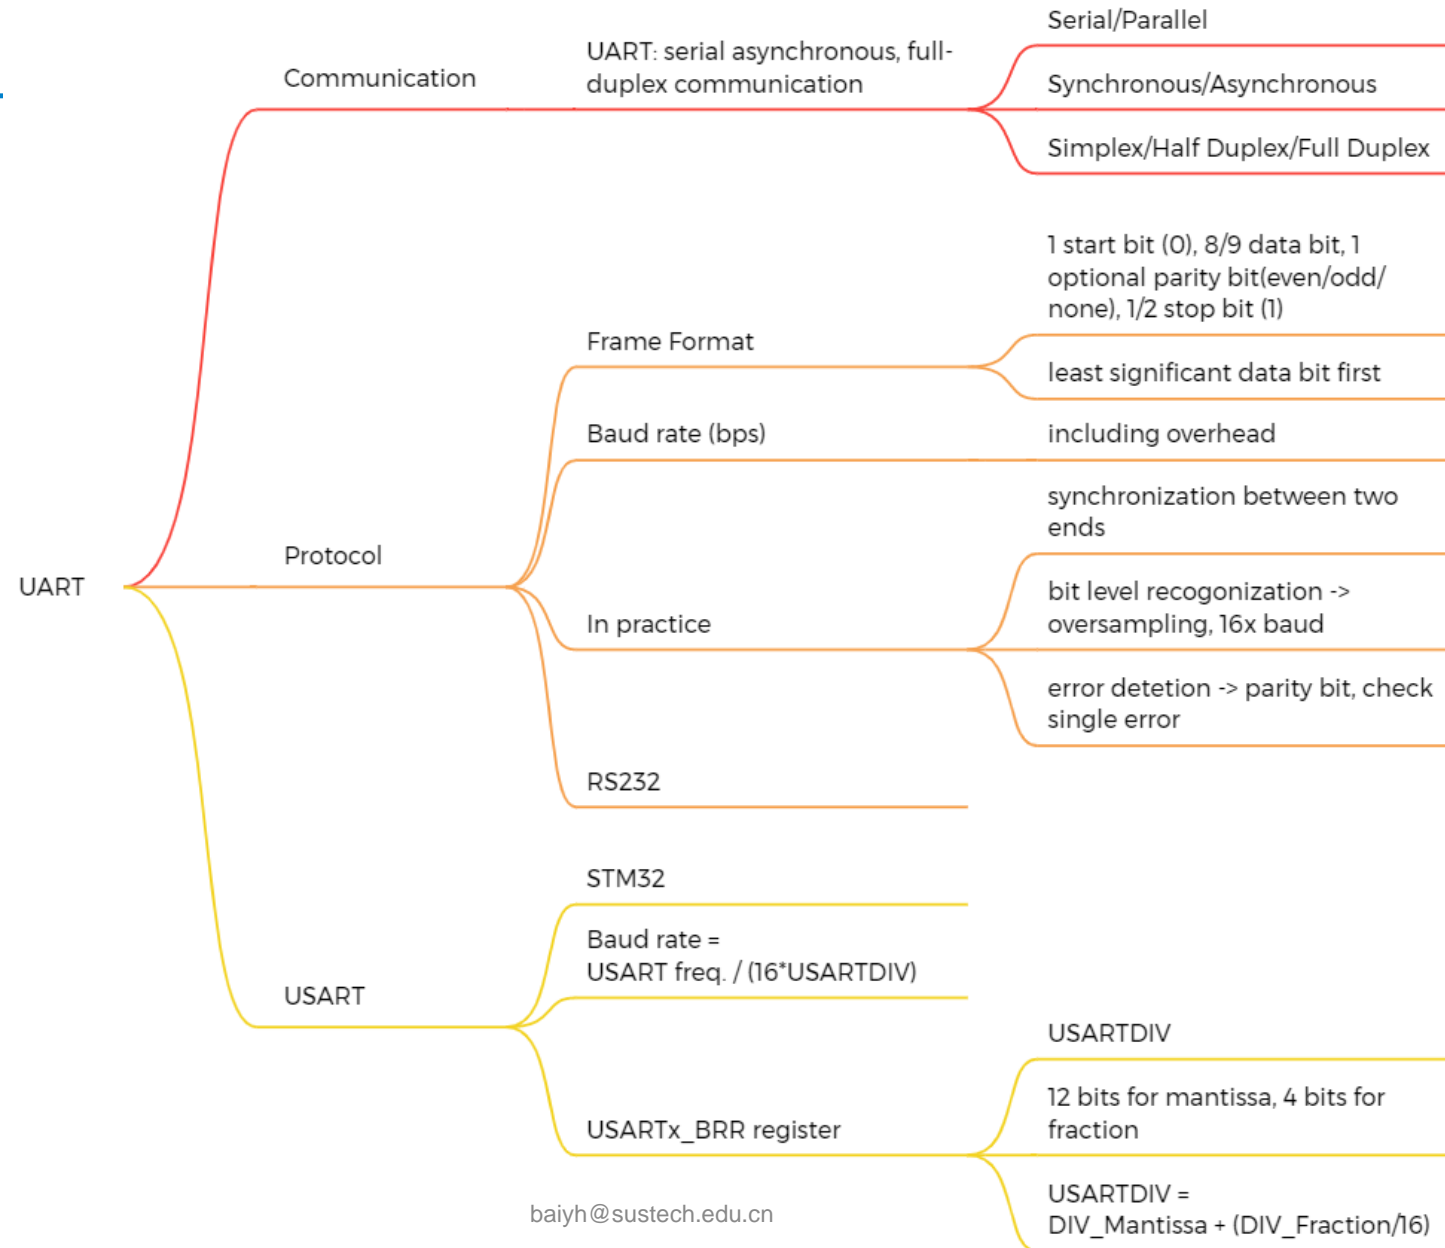 UART
Communication
UART: serial asynchronous, full-
duplex communication
Serial/Parallel
Synchronous/Asynchronous
Simplex/Half Duplex/Full Duplex
Protocol
Frame Format
1 start bit (0), 8/9 data bit, 1
optional parity bit(even/odd/
none), 1/2 stop bit (1)
least significant data bit first
Baud rate (bps)
including overhead
In practice
synchronization between two
ends
bit level recogonization ->
oversampling, 16x baud
error detetion -> parity bit, check
single error
RS232
USART
STM32
Baud rate =
USART freq. / (16*USARTDIV)
USARTx_BRR register
USARTDIV
12 bits for mantissa, 4 bits for
fraction
USARTDIV =
DIV_Mantissa + (DIV_Fraction/16)
baiyh@sustech.edu.cn